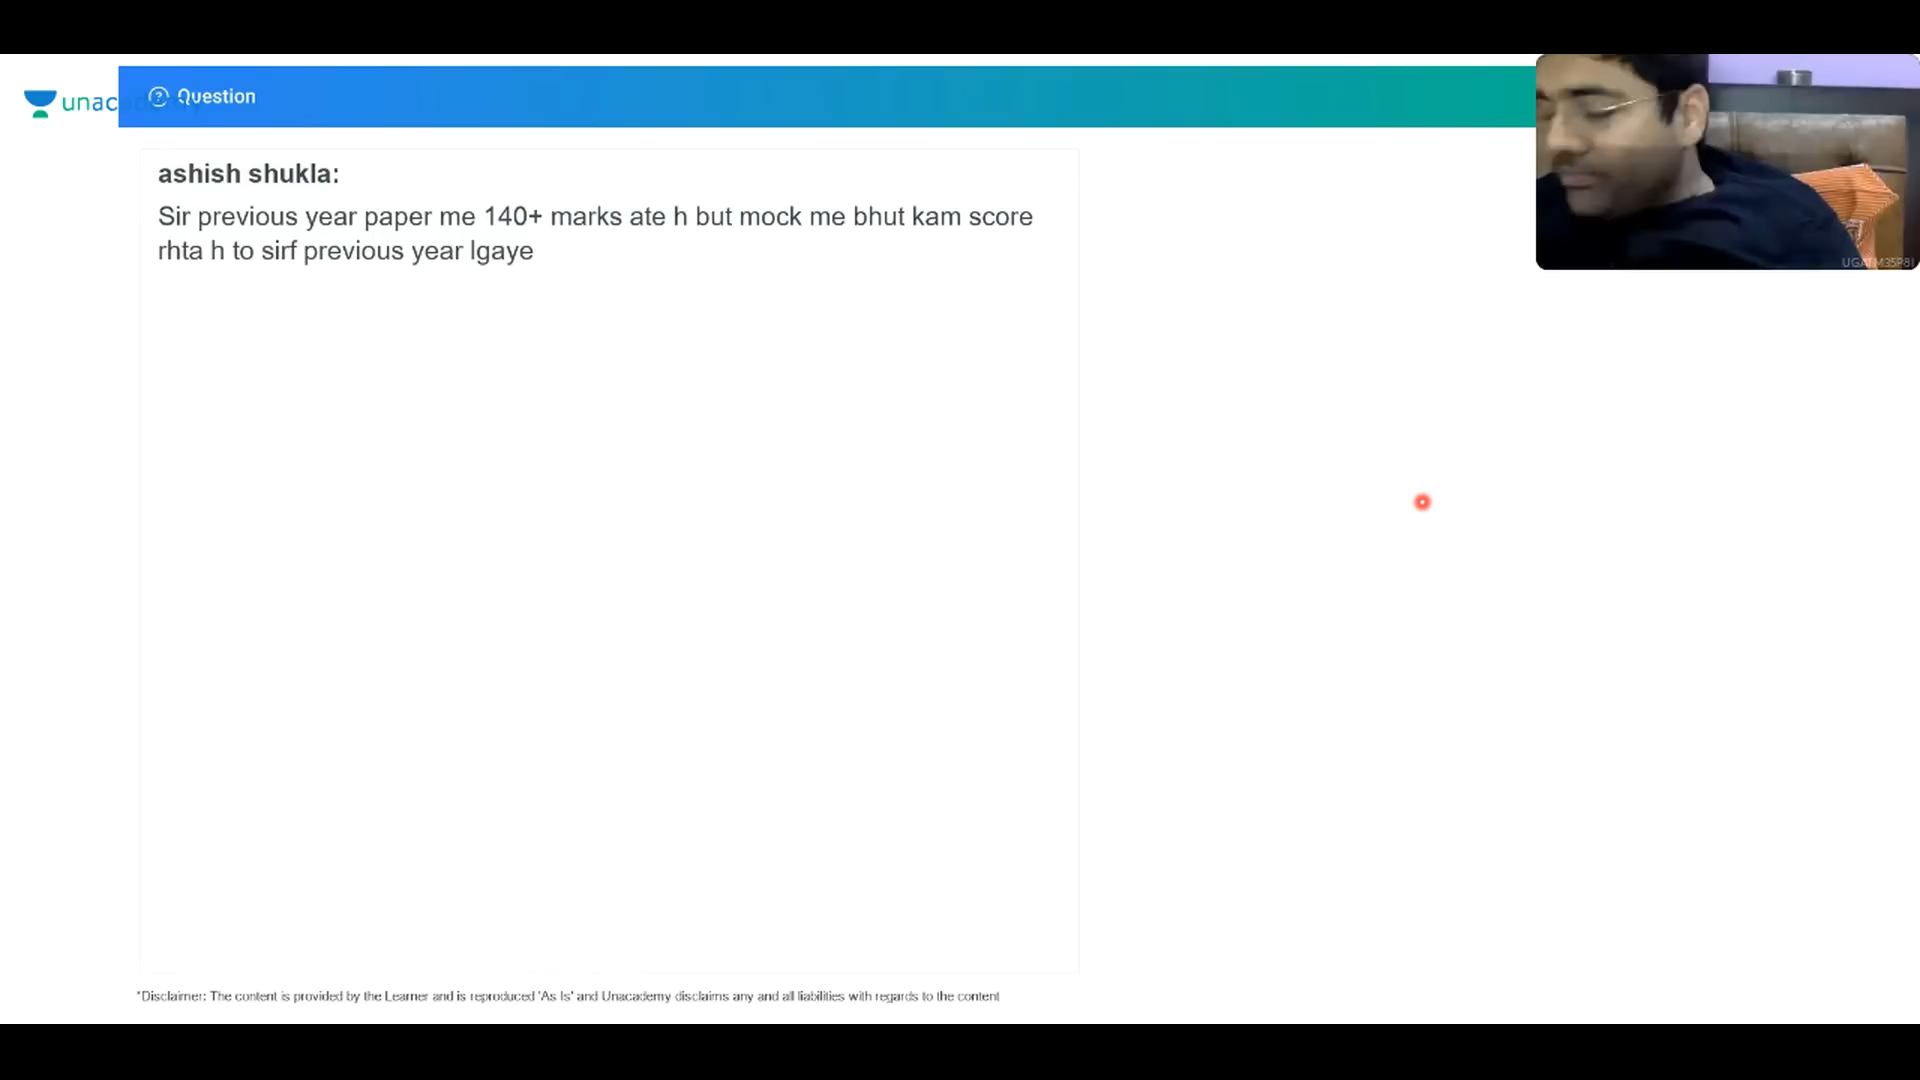 unac
Question
ashish shukla:
Sir previous year paper me 140+ marks ate h but mock me bhut kam score
rhta h to sirf previous year lgaye
*Disclaimer: The content is provided by the Learner and is reproduced 'As Is' and Unacademy disclaims any and all liabilities with regards to the content